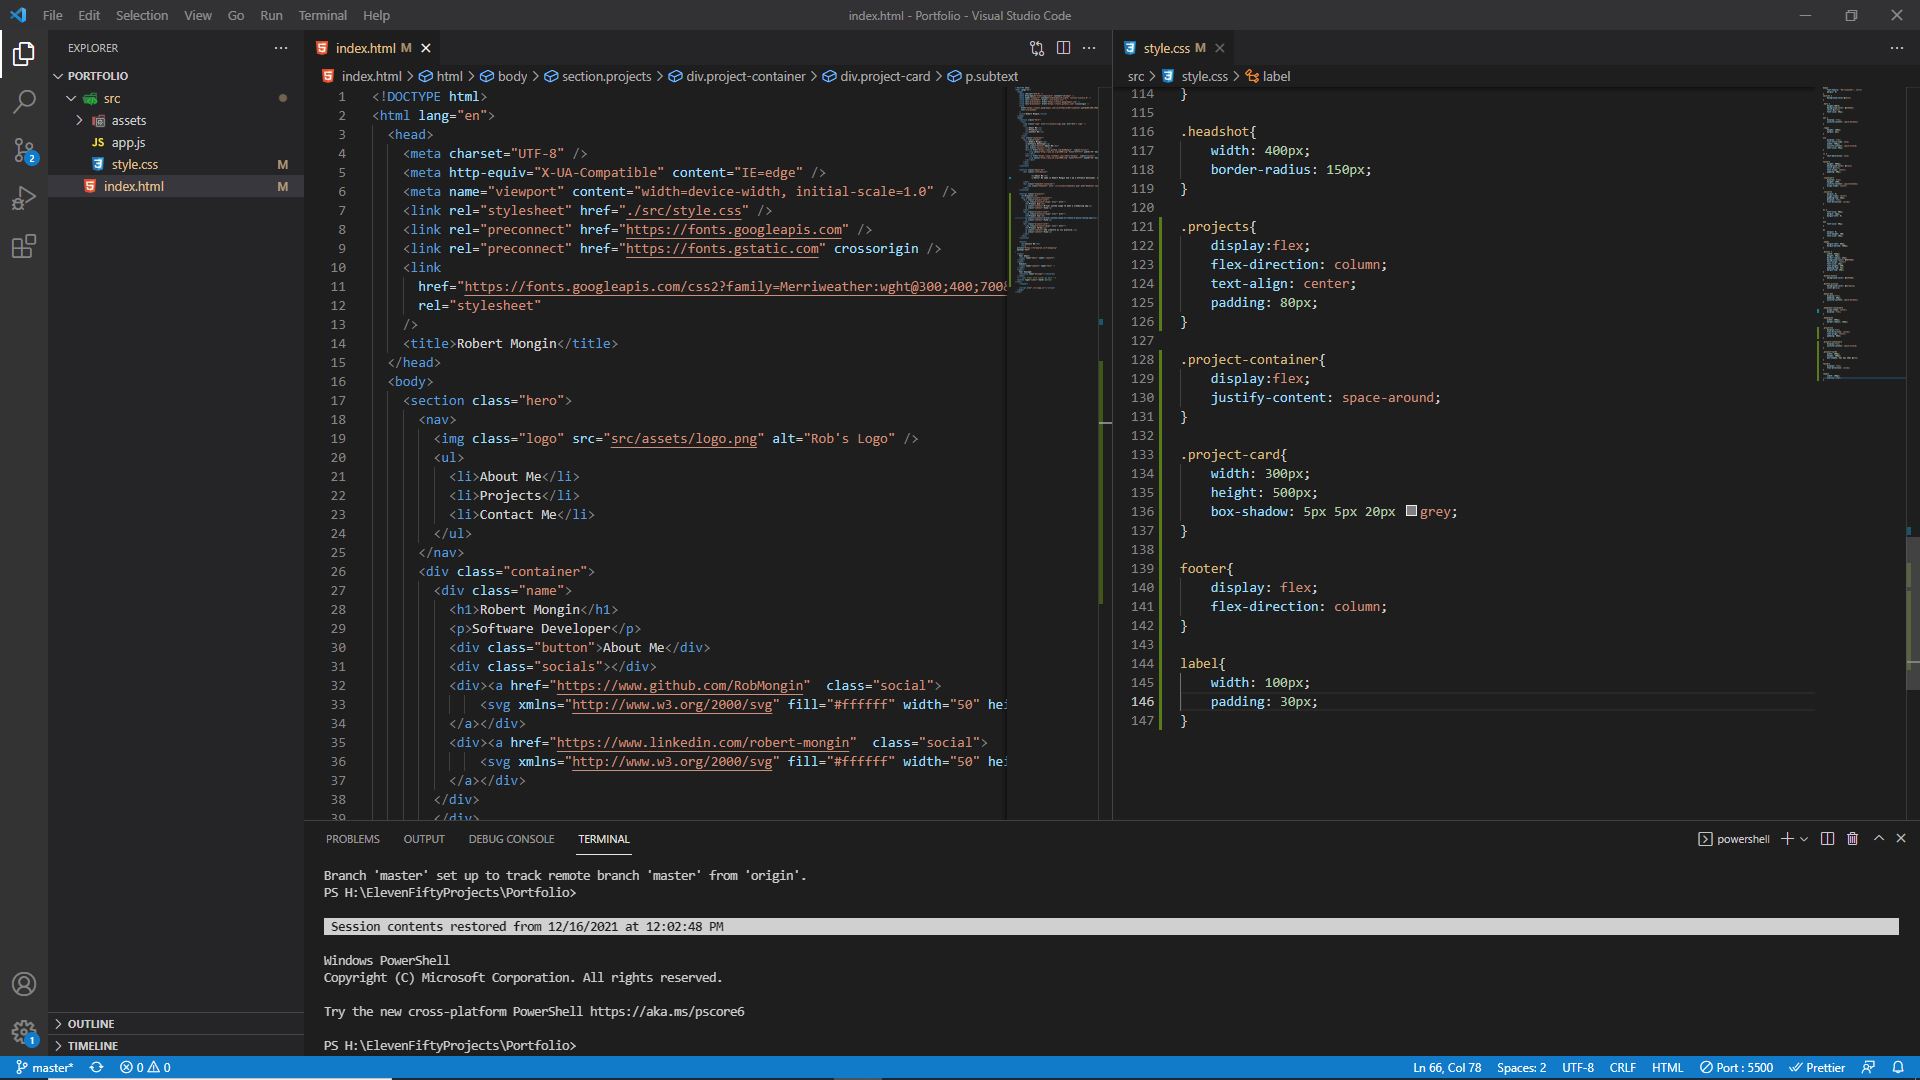 File Edit Selection View Go Run Terminal Help
index.html - Portfolio - Visual Studio Code
EXPLORER
PORTFOLIO
src
assets
JS app.js
style.css M
index.html M
OUTLINE
TIMELINE
2
1
index.html M
index.html > html > body > section.projects > div.project-container > div.project-card > p.subtext
1 <!DOCTYPE html>
2 <html lang="en">
3 <head>
4 <meta charset="UTF-8" />
5 <meta http-equiv="X-UA-Compatible" content="IE=edge" />
6 <meta name="viewport" content="width=device-width, initial-scale=1.0" />
7 <link rel="stylesheet" href="./src/style.css" />
8 <link rel="preconnect" href="https://fonts.googleapis.com" />
9 <link rel="preconnect" href="https://fonts.gstatic.com" crossorigin />
10 <link
11 href="https://fonts.googleapis.com/css2?family=Merriweather:wght@300;400;700&
12 rel="stylesheet"
13 />
14 <title>Robert Mongin</title>
15 </head>
16 <body>
17 <section class="hero">
18 <nav>
19 <img class="logo" src="src/assets/logo.png" alt="Rob's Logo" />
20 <ul>
21 <li>About Me</li>
22 <li>Projects</li>
23 <li>Contact Me</li>
24 </ul>
25 </nav>
26 <div class="container">
27 <div class="name">
28 <h1>Robert Mongin</h1>
29 <p>Software Developer</p>
30 <div class="button">About Me</div>
31 <div class="socials"></div>
32 <div><a href="https://www.github.com/RobMongin" class="social">
33 <svg xmlns="http://www.w3.org/2000/svg" fill="#ffffff" width="50" hei
34 </a></div>
35 <div><a href="https://www.linkedin.com/robert-mongin" class="social">
36 <svg xmlns="http://www.w3.org/2000/svg" fill="#ffffff" width="50" hei
37 </a></div>
38 </div>
39 </div>
style.css M
src > style.css > label
114 }
115
116 .headshot{
117 width: 400px;
118 border-radius: 150px;
119 }
120
121 .projects{
122 display:flex;
123 flex-direction: column;
124 text-align: center;
125 padding: 80px;
126 }
127
128 .project-container{
129 display:flex;
130 justify-content: space-around;
131 }
132
133 .project-card{
134 width: 300px;
135 height: 500px;
136 box-shadow: 5px 5px 20px grey;
137 }
138
139 footer{
140 display: flex;
141 flex-direction: column;
142 }
143
144 label{
145 width: 100px;
146 padding: 30px;
147 }
PROBLEMS OUTPUT DEBUG CONSOLE TERMINAL
powershell
Branch 'master' set up to track remote branch 'master' from 'origin'.
PS H:\ElevenFiftyProjects\Portfolio>
Session contents restored from 12/16/2021 at 12:02:48 PM
Windows PowerShell
Copyright (C) Microsoft Corporation. All rights reserved.
Try the new cross-platform PowerShell https://aka.ms/pscore6
PS H:\ElevenFiftyProjects\Portfolio>
master* 0 0 Ln 66, Col 78 Spaces: 2 UTF-8 CRLF HTML Port : 5500 Prettier